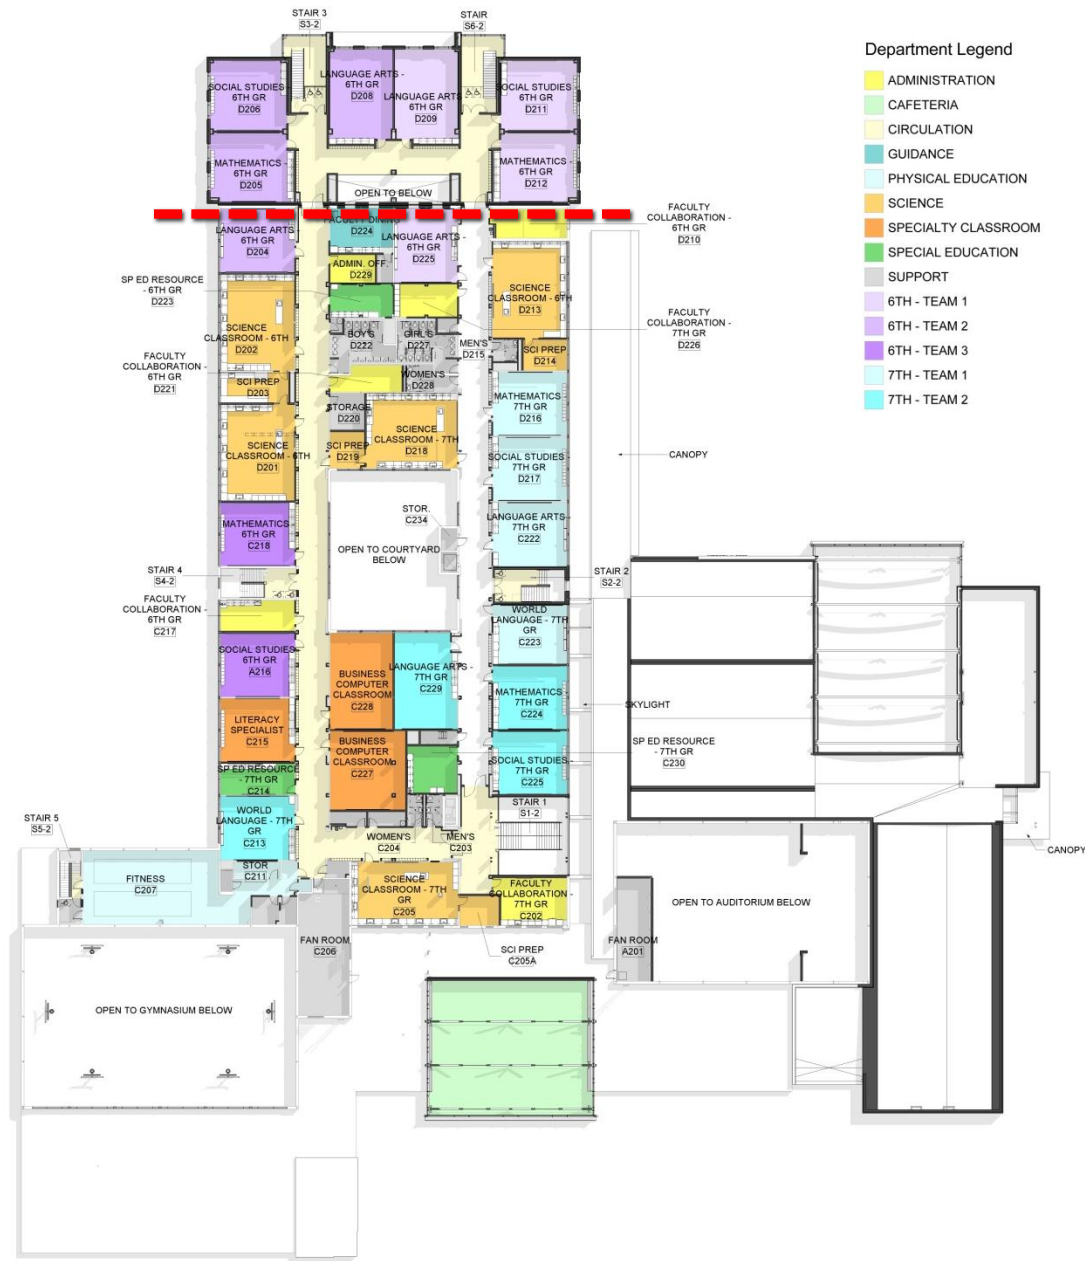 STAIR 3
S3-2
STAIR
S6-2
SOCIAL STUDIES -
6TH GR
D206
LANGUAGE ARTS -
6TH GR
D208
LANGUAGE ARTS -
6TH GR
D209
SOCIAL STUDIES -
6TH GR
D211
MATHEMATICS -
6TH GR
D205
MATHEMATICS -
6TH GR
D212
OPEN TO BELOW
FACULTY
COLLABORATION -
6TH GR
D210
LANGUAGE ARTS -
6TH GR
D204
FACULTY DINING
D224
LANGUAGE ARTS -
6TH GR
D225
ADMIN. OFF.
D229
SP ED RESOURCE -
6TH GR
D223
SCIENCE
CLASSROOM - 6TH
D213
SCIENCE
CLASSROOM - 6TH
D202
FACULTY
COLLABORATION -
7TH GR
D226
BOY'S
D222
GIRL'S
D227
MEN'S
D215
SCI PREP
D214
FACULTY
COLLABORATION -
6TH GR
D221
WOMEN'S
D228
SCI PREP
D203
MATHEMATICS -
7TH GR
D216
STORAGE
D220
SCIENCE
CLASSROOM - 7TH
D218
SCI PREP
D219
SCIENCE
CLASSROOM - 6TH
D201
SOCIAL STUDIES -
7TH GR
D217
CANOPY
MATHEMATICS -
6TH GR
C218
STOR.
C234
LANGUAGE ARTS -
7TH GR
C222
OPEN TO COURTYARD
BELOW
STAIR 4
S4-2
STAIR 2
S2-2
FACULTY
COLLABORATION -
6TH GR
C217
WORLD
LANGUAGE - 7TH
GR
C223
SOCIAL STUDIES -
6TH GR
A216
BUSINESS
COMPUTER
CLASSROOM
C228
LANGUAGE ARTS -
7TH GR
C229
MATHEMATICS -
7TH GR
C224
SKYLIGHT
LITERACY
SPECIALIST
C215
BUSINESS
COMPUTER
CLASSROOM
C227
SP ED RESOURCE -
7TH GR
C230
SOCIAL STUDIES -
7TH GR
C225
SP ED RESOURCE -
7TH GR
C214
WORLD
LANGUAGE - 7TH
GR
C213
STAIR 1
S1-2
STAIR 5
S5-2
WOMEN'S
C204
MEN'S
C203
CANOPY
STOR
C211
FITNESS
C207
SCIENCE
CLASSROOM - 7TH
GR
C205
FACULTY
COLLABORATION -
7TH GR
C202
OPEN TO AUDITORIUM BELOW
FAN ROOM
C206
SCI PREP
C205A
FAN ROOM
A201
OPEN TO GYMNASIUM BELOW
Department Legend
ADMINISTRATION
CAFETERIA
CIRCULATION
GUIDANCE
PHYSICAL EDUCATION
SCIENCE
SPECIALTY CLASSROOM
SPECIAL EDUCATION
SUPPORT
6TH - TEAM 1
6TH - TEAM 2
6TH - TEAM 3
7TH - TEAM 1
7TH - TEAM 2